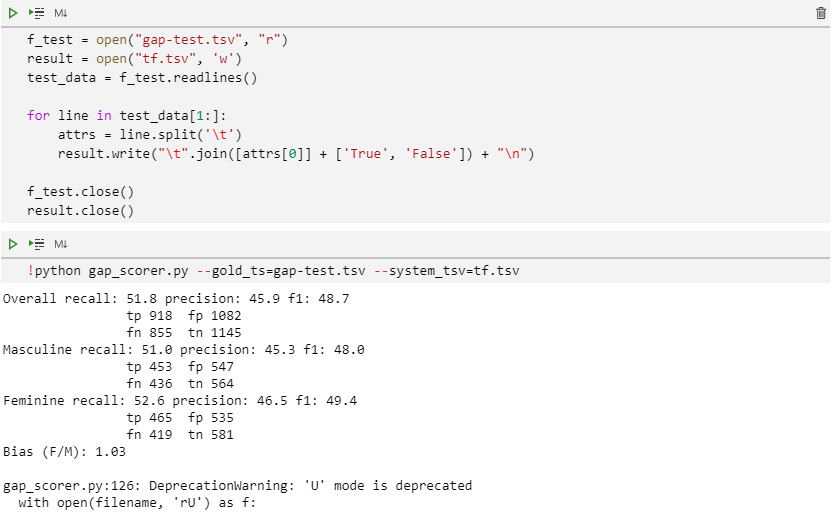 M↓
f_test = open("gap-test.tsv", "r")
result = open("tf.tsv", 'w')
test_data = f_test.readlines()
for line in test_data[1:]:
    attrs = line.split('\t')
    result.write("\t".join([attrs[0]] + ['True', 'False']) + "\n")
f_test.close()
result.close()
M↓
!python gap_scorer.py --gold_ts=gap-test.tsv --system_tsv=tf.tsv
Overall recall: 51.8 precision: 45.9 f1: 48.7
tp 918  fp 1082
fn 855  tn 1145
Masculine recall: 51.0 precision: 45.3 f1: 48.0
tp 453  fp 547
fn 436  tn 564
Feminine recall: 52.6 precision: 46.5 f1: 49.4
tp 465  fp 535
fn 419  tn 581
Bias (F/M): 1.03
gap_scorer.py:126: DeprecationWarning: 'U' mode is deprecated
  with open(filename, 'rU') as f: